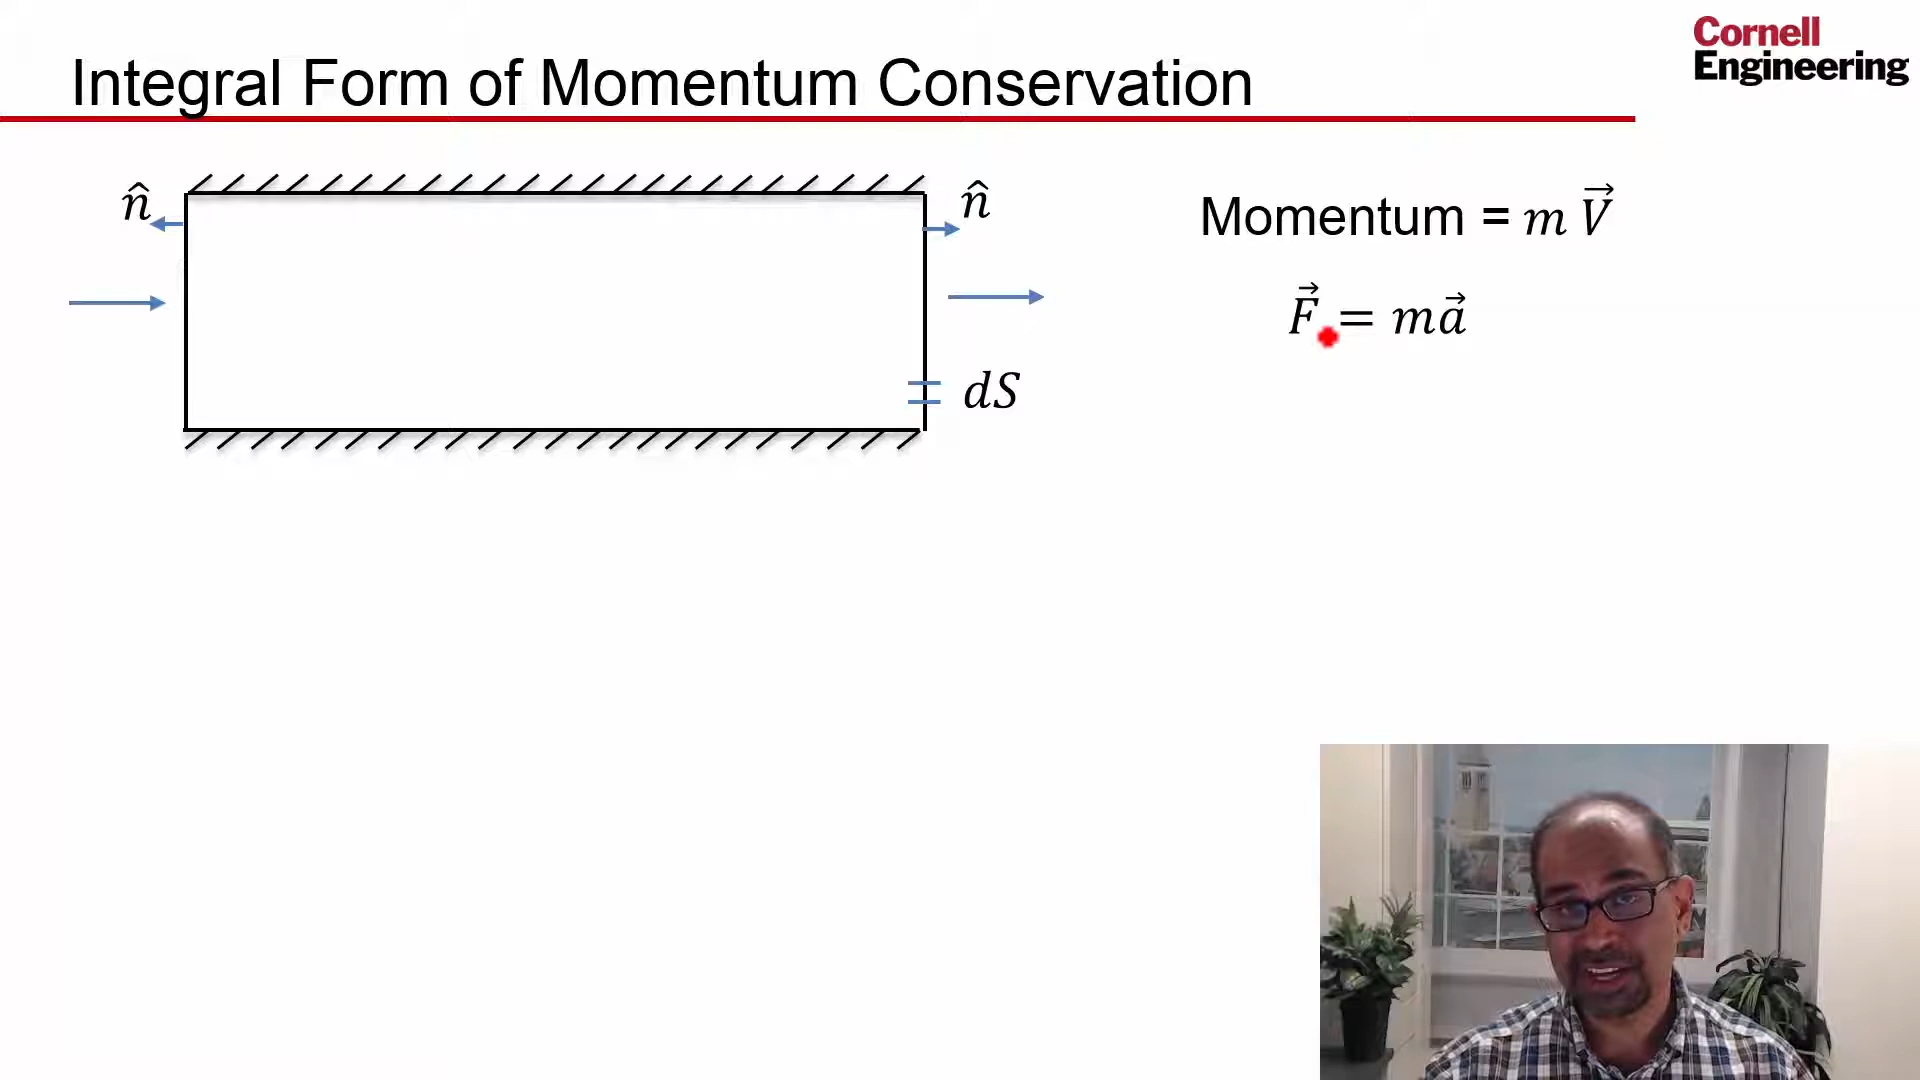 Integral Form of Momentum Conservation
Cornell
Engineering
n̂
n̂
Momentum = m V⃗
F⃗ = ma⃗
dS